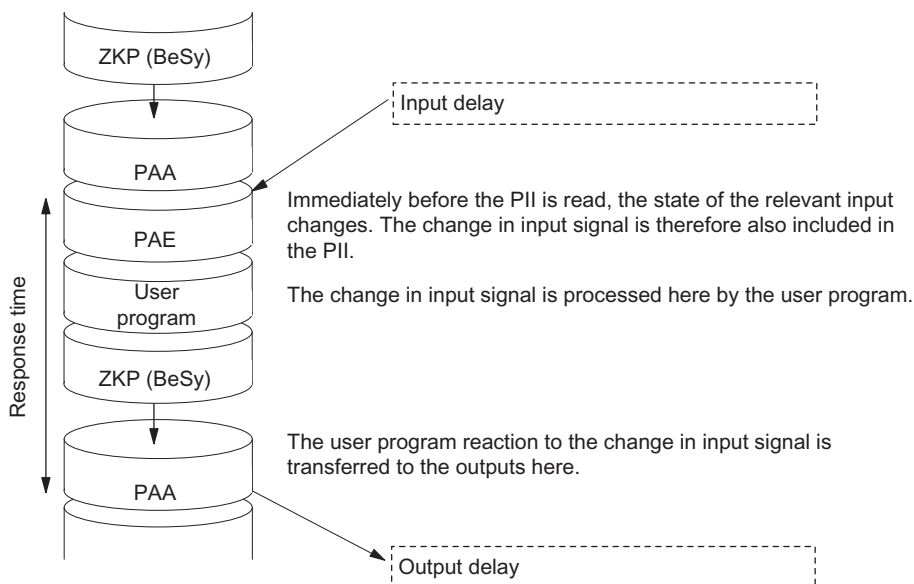 ZKP (BeSy)
Input delay
PAA
Immediately before the PII is read, the state of the relevant input
changes. The change in input signal is therefore also included in
the PII.
PAE
User
program
The change in input signal is processed here by the user program.
Response time
ZKP (BeSy)
The user program reaction to the change in input signal is
transferred to the outputs here.
PAA
Output delay